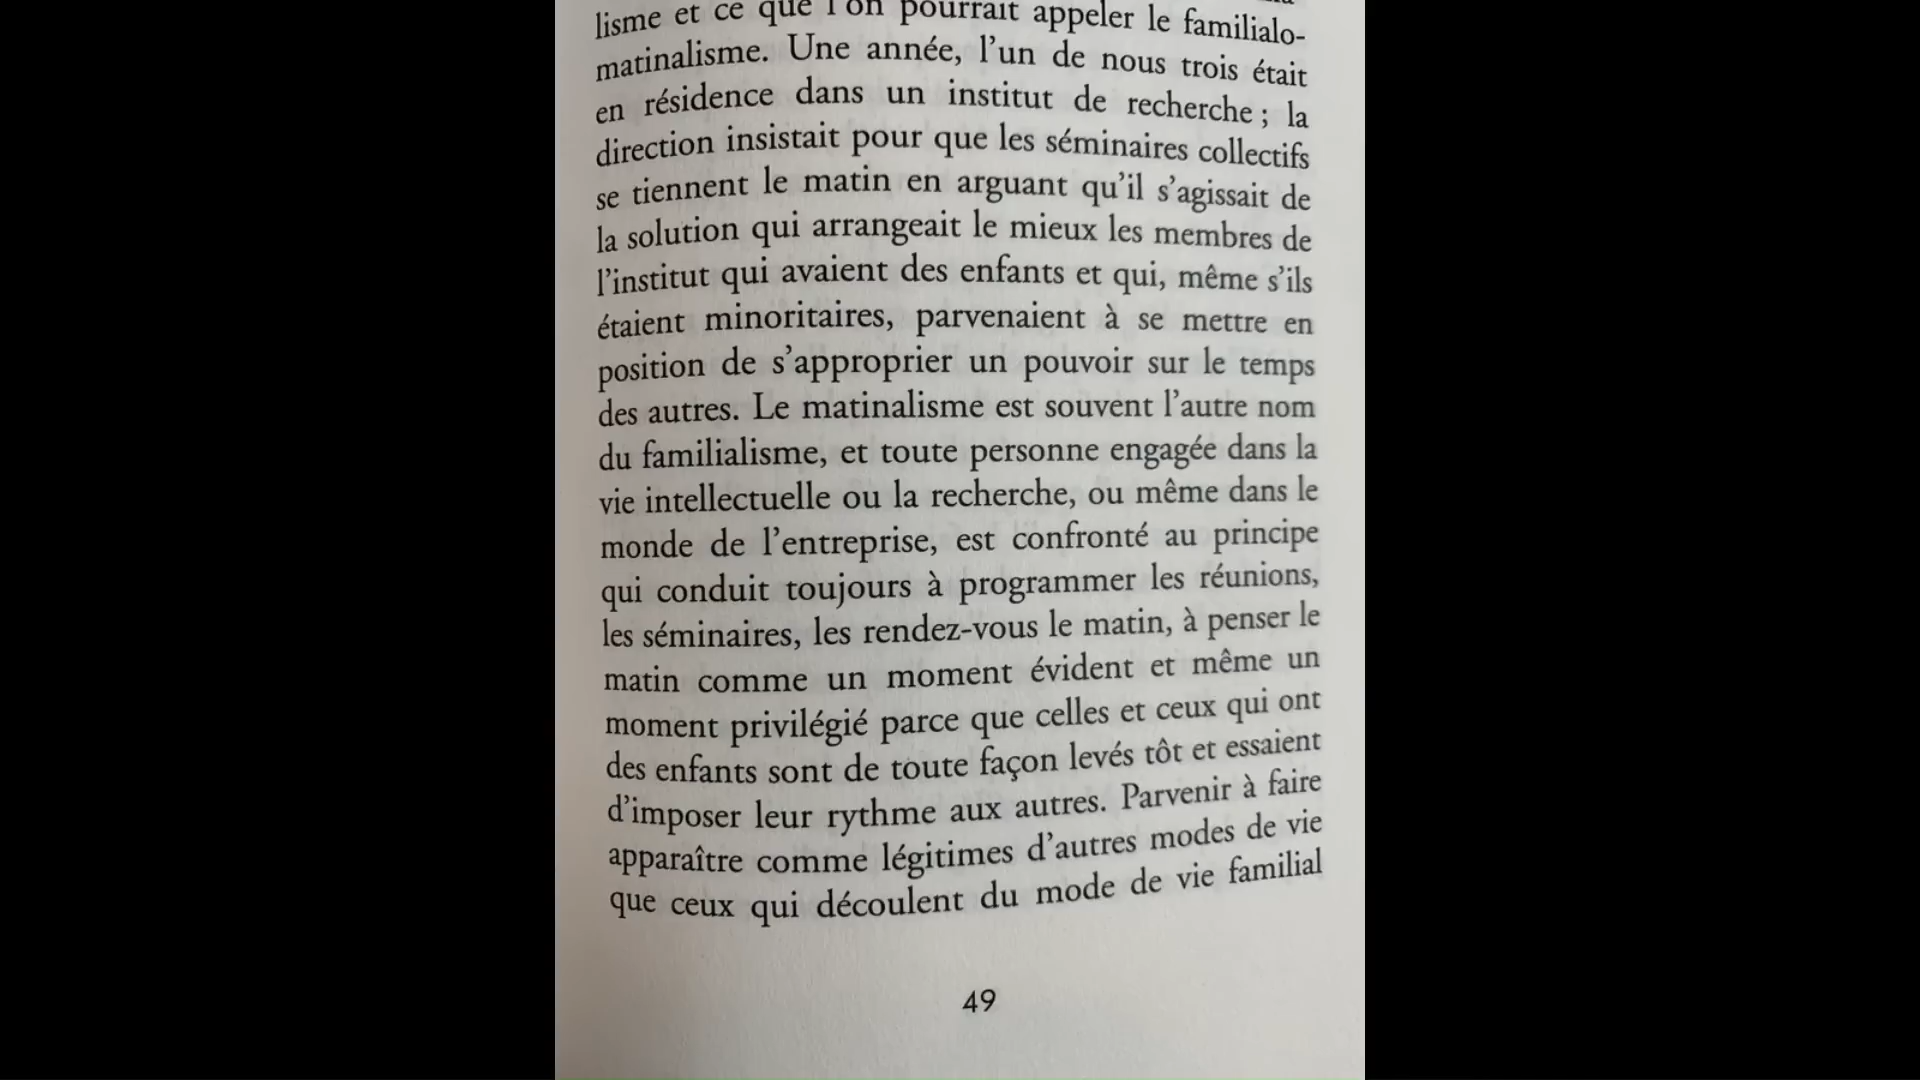 lisme et ce que l'on pourrait appeler le familialo-
matinalisme. Une année, l'un de nous trois était
en résidence dans un institut de recherche ; la
direction insistait pour que les séminaires collectifs
se tiennent le matin en arguant qu'il s'agissait de
la solution qui arrangeait le mieux les membres de
l'institut qui avaient des enfants et qui, même s'ils
étaient minoritaires, parvenaient à se mettre en
position de s'approprier un pouvoir sur le temps
des autres. Le matinalisme est souvent l'autre nom
du familialisme, et toute personne engagée dans la
vie intellectuelle ou la recherche, ou même dans le
monde de l'entreprise, est confronté au principe
qui conduit toujours à programmer les réunions,
les séminaires, les rendez-vous le matin, à penser le
matin comme un moment évident et même un
moment privilégié parce que celles et ceux qui ont
des enfants sont de toute façon levés tôt et essaient
d'imposer leur rythme aux autres. Parvenir à faire
apparaître comme légitimes d'autres modes de vie
que ceux qui découlent du mode de vie familial
49